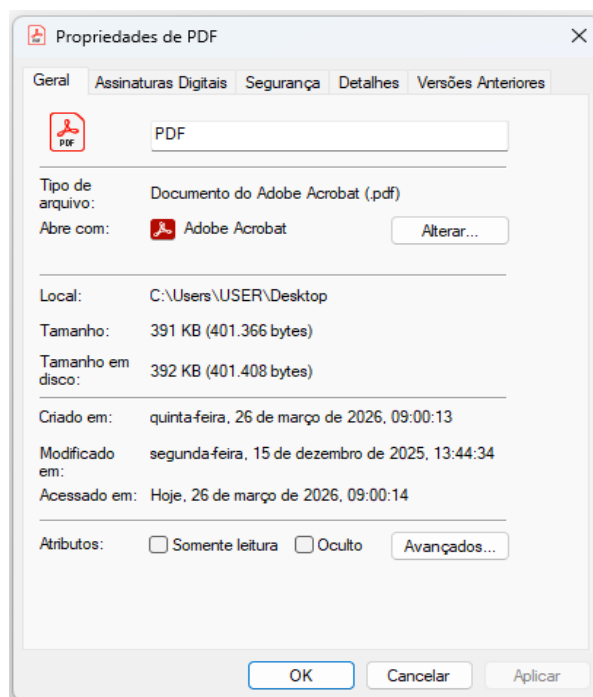 Propriedades de PDF
Geral Assinaturas Digitais Segurança Detalhes Versões Anteriores
PDF
PDF
Tipo de
arquivo:
Documento do Adobe Acrobat (.pdf)
Abre com: Adobe Acrobat Alterar...
Local: C:\Users\USER\Desktop
Tamanho: 391 KB (401.366 bytes)
Tamanho em
disco:
392 KB (401.408 bytes)
Criado em: quinta-feira, 26 de março de 2026, 09:00:13
Modificado
em:
segunda-feira, 15 de dezembro de 2025, 13:44:34
Acessado em: Hoje, 26 de março de 2026, 09:00:14
Atributos: Somente leitura Oculto Avançados...
OK Cancelar Aplicar